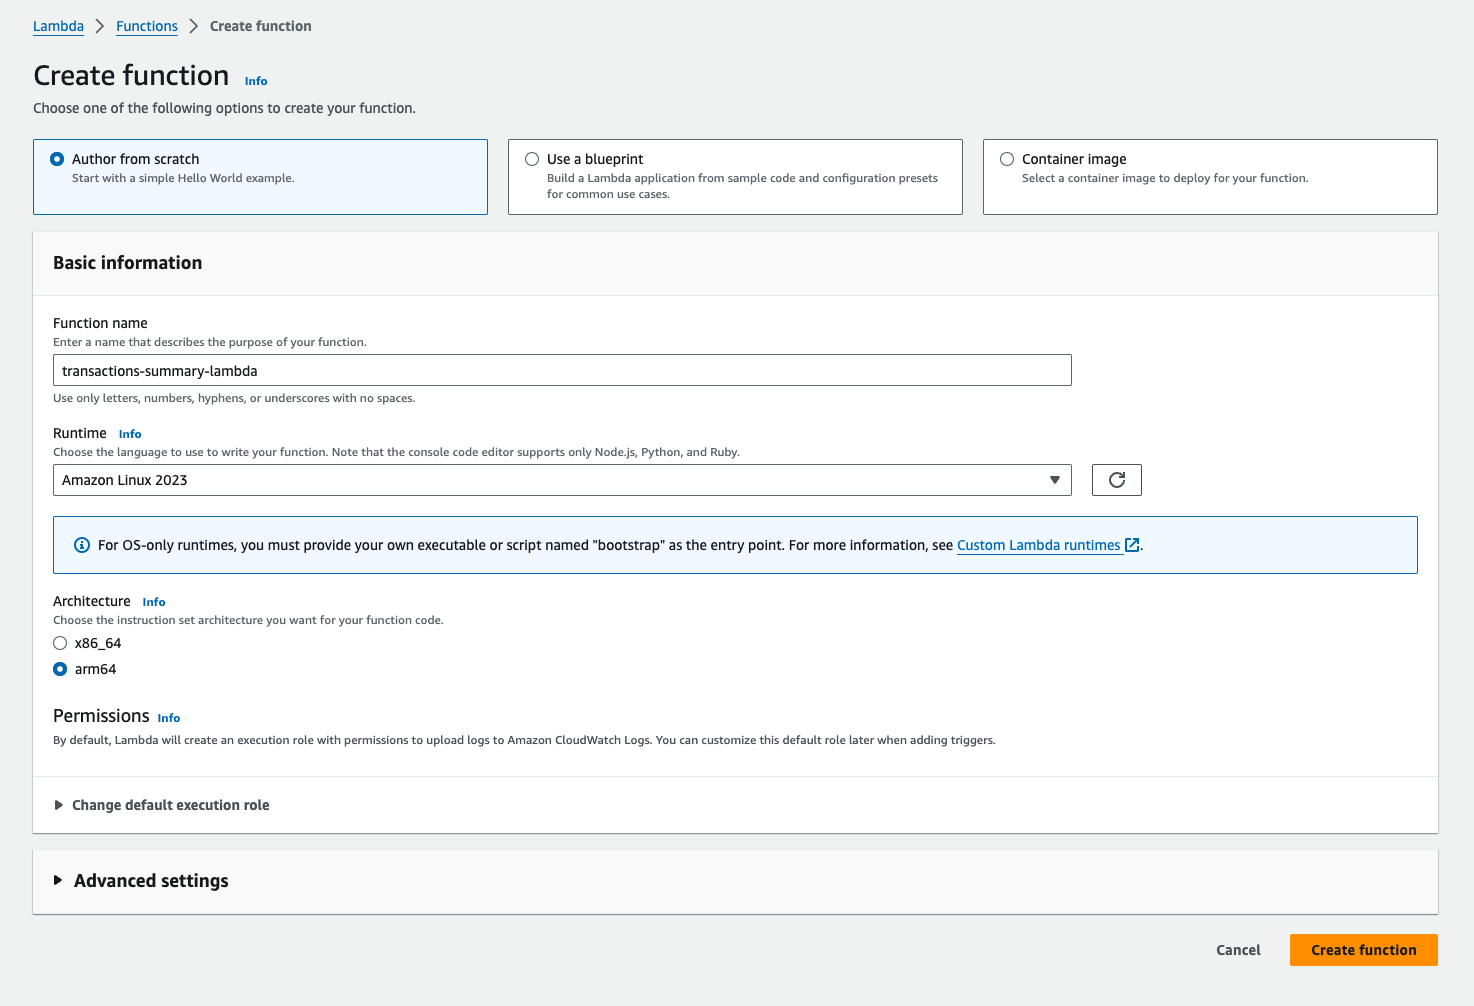 Lambda > Functions > Create function
Create function Info
Choose one of the following options to create your function.
Author from scratch
Start with a simple Hello World example.
Use a blueprint
Build a Lambda application from sample code and configuration presets
for common use cases.
Container image
Select a container image to deploy for your function.
Basic information
Function name
Enter a name that describes the purpose of your function.
transactions-summary-lambda
Use only letters, numbers, hyphens, or underscores with no spaces.
Runtime Info
Choose the language to use to write your function. Note that the console code editor supports only Node.js, Python, and Ruby.
Amazon Linux 2023
For OS-only runtimes, you must provide your own executable or script named "bootstrap" as the entry point. For more information, see Custom Lambda runtimes.
Architecture Info
Choose the instruction set architecture you want for your function code.
x86_64
arm64
Permissions Info
By default, Lambda will create an execution role with permissions to upload logs to Amazon CloudWatch Logs. You can customize this default role later when adding triggers.
Change default execution role
Advanced settings
Cancel
Create function